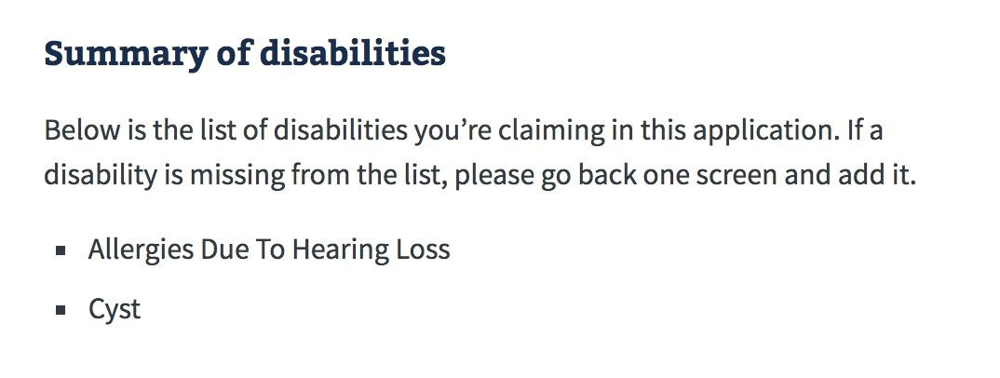 Summary of disabilities
Below is the list of disabilities you’re claiming in this application. If a
disability is missing from the list, please go back one screen and add it.
Allergies Due To Hearing Loss
Cyst